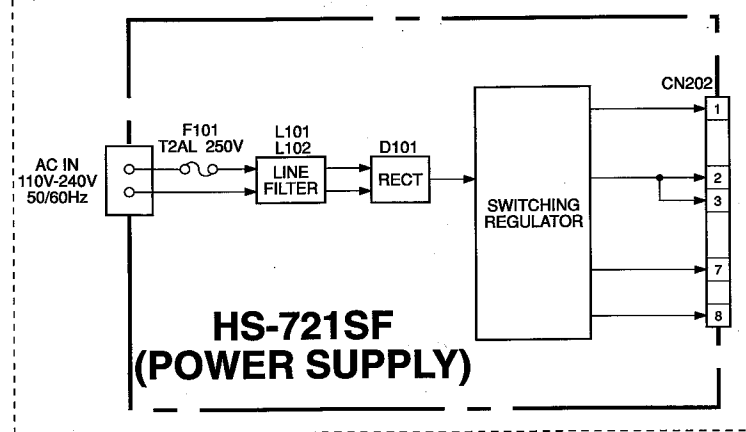 CN202
1
F101
T2AL 250V
L101
L102
D101
AC IN
110V-240V
50/60Hz
LINE
FILTER
RECT
2
3
SWITCHING
REGULATOR
7
8
HS-721SF
(POWER SUPPLY)